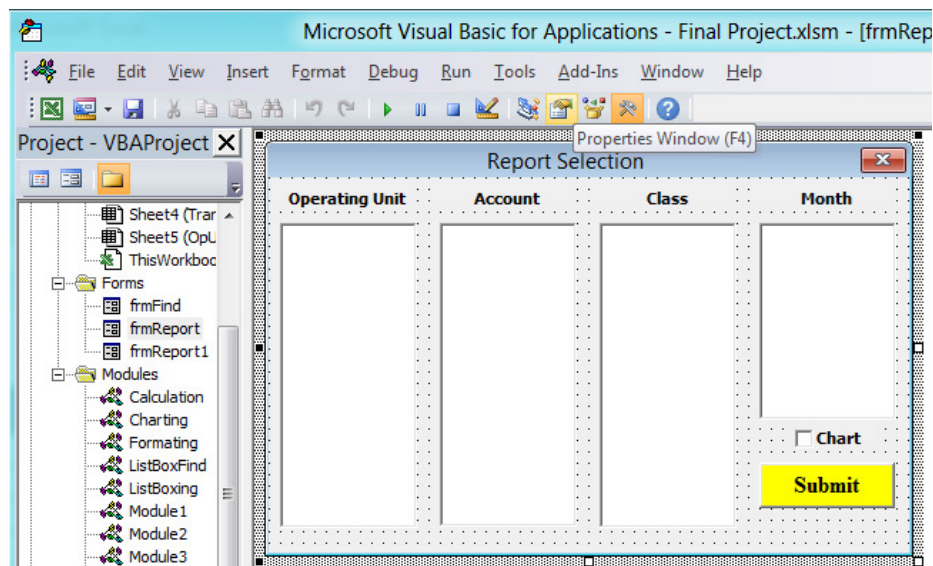 Microsoft Visual Basic for Applications - Final Project.xlsm - [frmRep
File Edit View Insert Format Debug Run Tools Add-Ins Window Help
Properties Window (F4)
Project - VBAProject
Report Selection
Operating Unit Account Class Month
Sheet4 (Trar
Sheet5 (OpU
ThisWorkboc
Forms
frmFind
frmReport
frmReport1
Modules
Calculation
Charting
Formating
ListBoxFind
ListBoxing
Module1
Module2
Module3
Chart
Submit